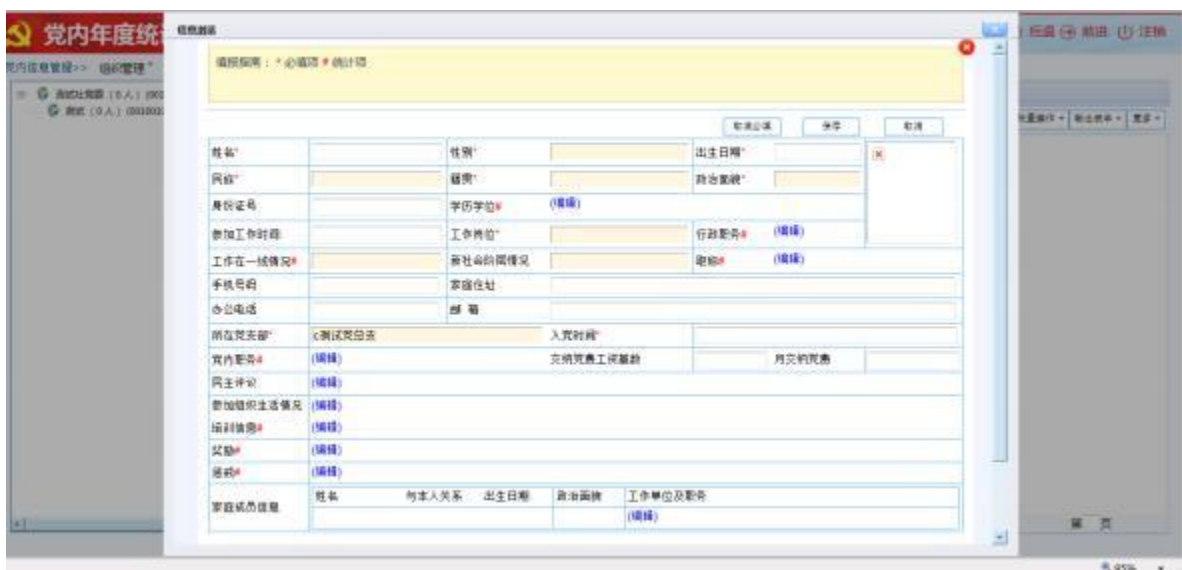 党内年度统
信息浏览
后退 前进 注销
党内信息管理>> 组织管理
填报指南：*必填项 #统计项
取消必填 保存 取消
批量操作 更多
姓名* 性别* 出生日期*
民族* 籍贯* 政治面貌*
身份证号 学历学位# (编辑)
参加工作时间 工作岗位* 行政职务# (编辑)
工作在一线情况# 新社会阶层情况 职称# (编辑)
手机号码 家庭住址
办公电话 邮 箱
所在党支部* c测试党总支 入党时间*
党内职务# (编辑) 交纳党费工资基数 月交纳党费
民主评议 (编辑)
参加组织生活情况 (编辑)
培训情况# (编辑)
奖励# (编辑)
惩戒# (编辑)
家庭成员信息 姓名 与本人关系 出生日期 政治面貌 工作单位及职务
(编辑)
第 页
95%